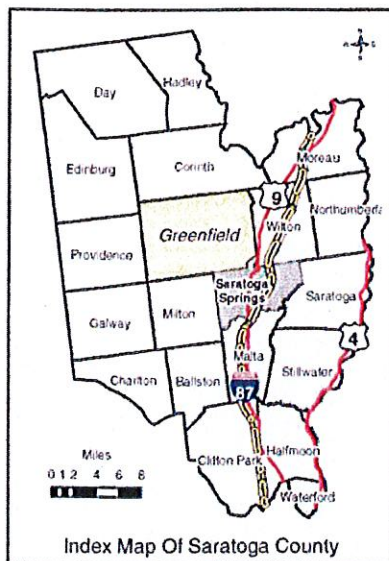 Hadley
Day
Moreau
Edinburg
Corinth
9
Northumberla
Wilton
Greenfield
Providence
Saratoga
Springs
Saratoga
Milton
Galway
4
Malta
Stillwater
Charlton
Ballston
87
Miles
0 1 2 4 6 8
Clifton Park
Halfmoon
Waterford
Index Map Of Saratoga County